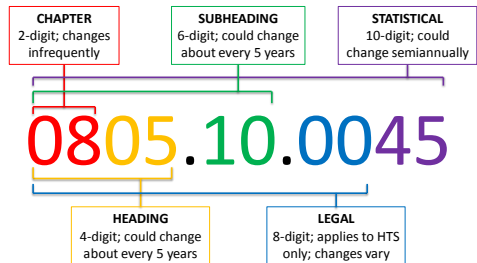 CHAPTER
2-digit; changes
infrequently
SUBHEADING
6-digit; could change
about every 5 years
STATISTICAL
10-digit; could
change semiannually
0805.10.0045
HEADING
4-digit; could change
about every 5 years
LEGAL
8-digit; applies to HTS
only; changes vary